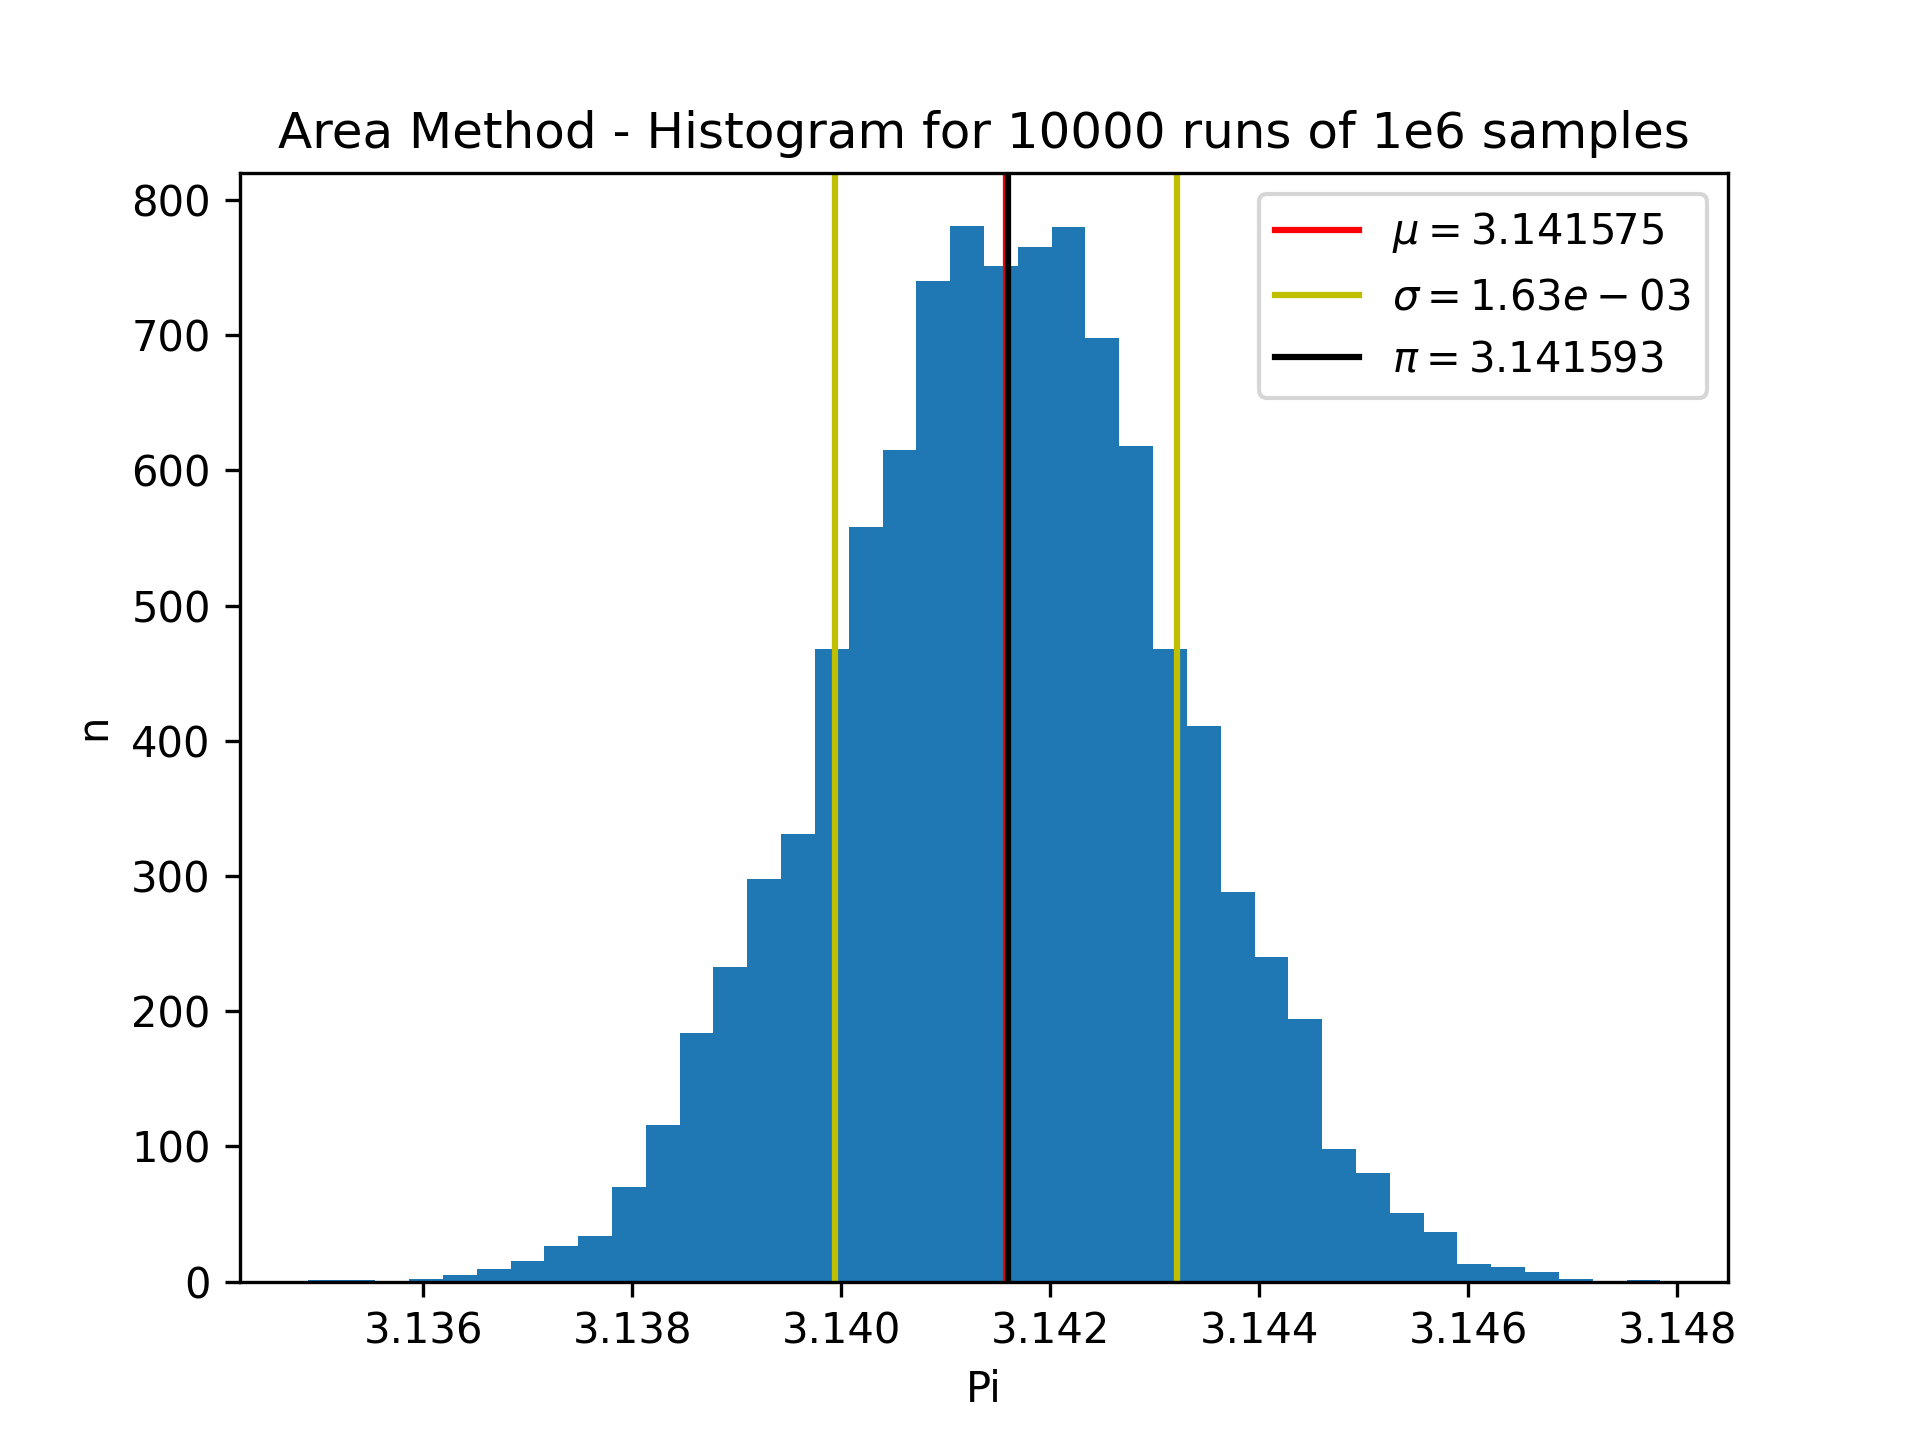 Area Method - Histogram for 10000 runs of 1e6 samples
μ = 3.141575
σ = 1.63e − 03
π = 3.141593
800
700
600
500
400
300
200
100
0
n
3.136 3.138 3.140 3.142 3.144 3.146 3.148
Pi